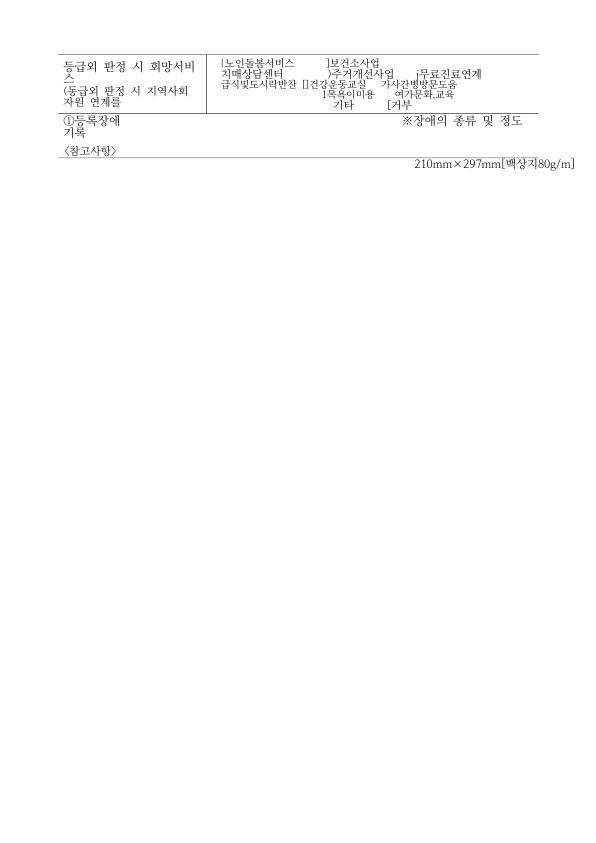 등급외 판정 시 희망서비
스
(동급외 판정 시 지역사회
자원 연계를
|노인돌봄서비스 ]보건소사업
치매상담센터 )주거개선사업 j무료진료연계
급식및도시락반찬 []건강운동교실 가사간병방문도움
1목욕이미용 여가문화,교육
기타 [거부
①등록장애 ※장애의 종류 및 정도
기록
〈참고사항〉
210mm×297mm[백상지80g/m]